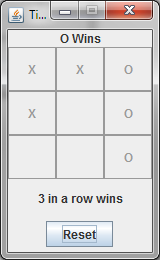 Ti...
O Wins
X X O
X O
O
3 in a row wins
Reset